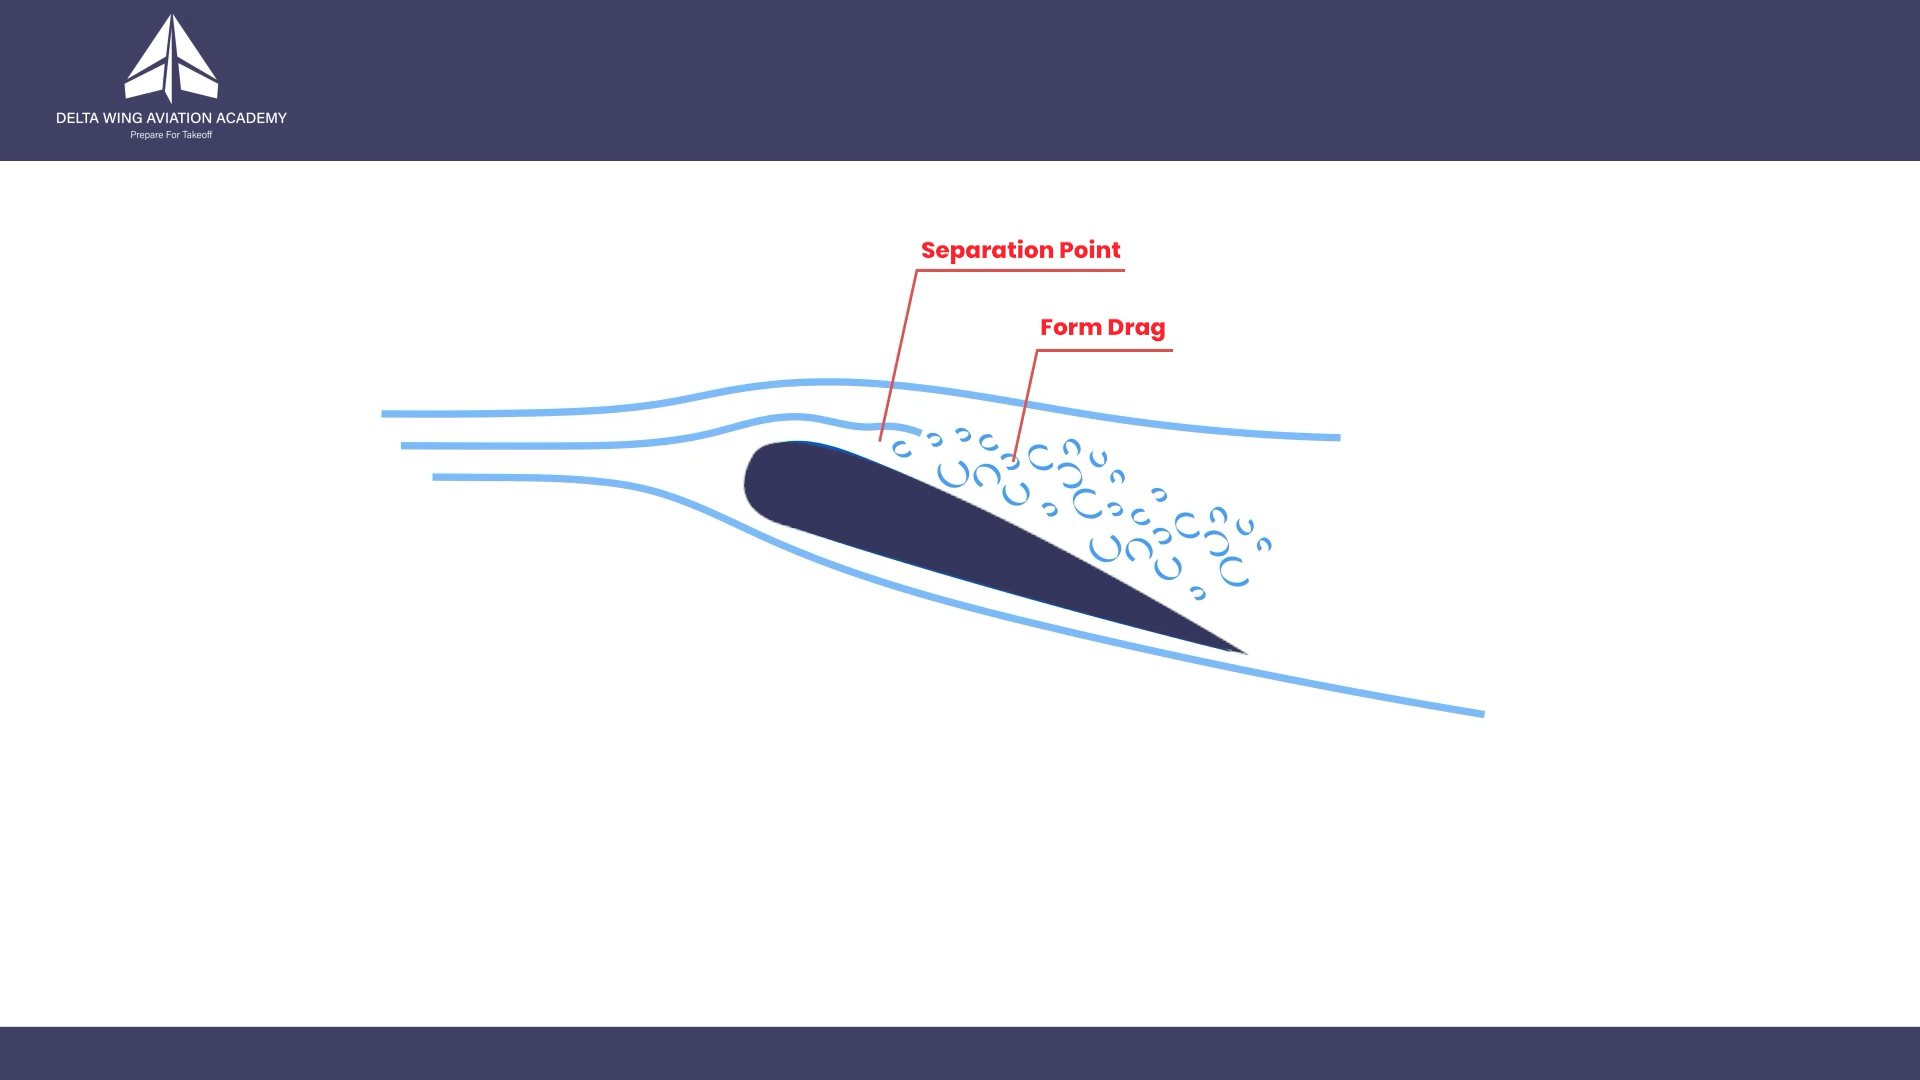 DELTA WING AVIATION ACADEMY
Prepare For Takeoff
Separation Point
Form Drag